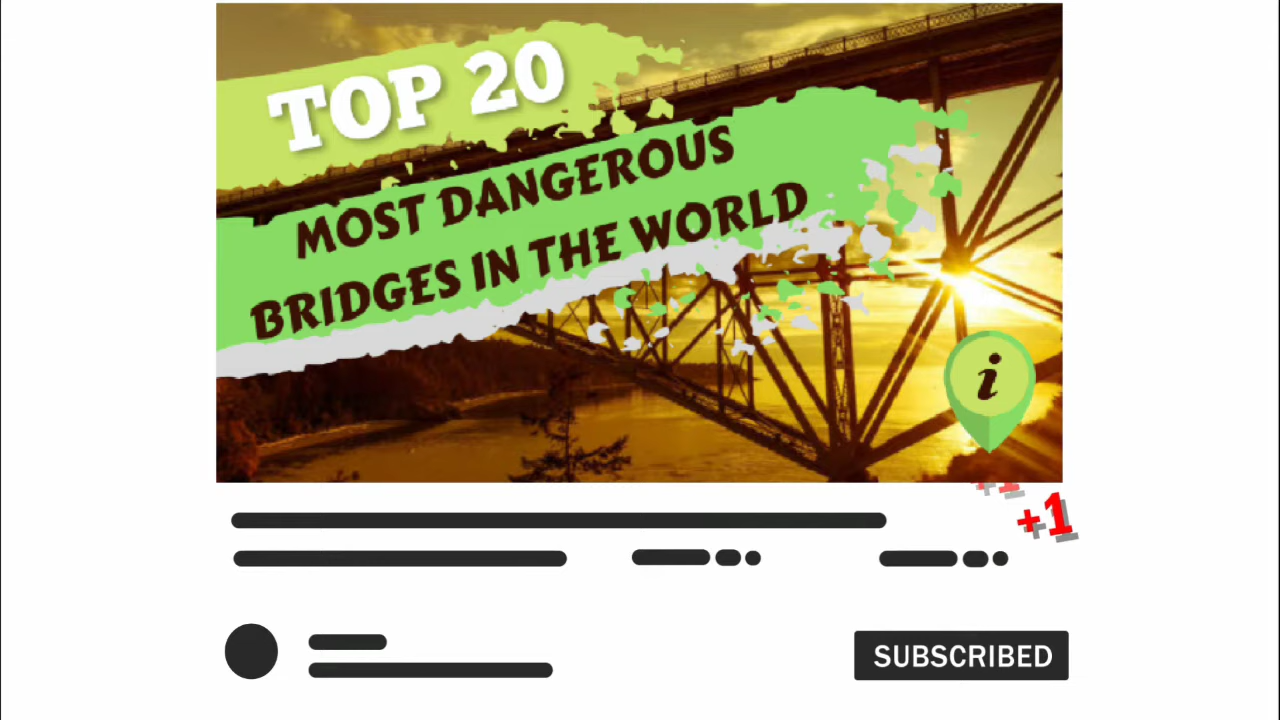 TOP 20
MOST DANGEROUS
BRIDGES IN THE WORLD
i
+1
SUBSCRIBED